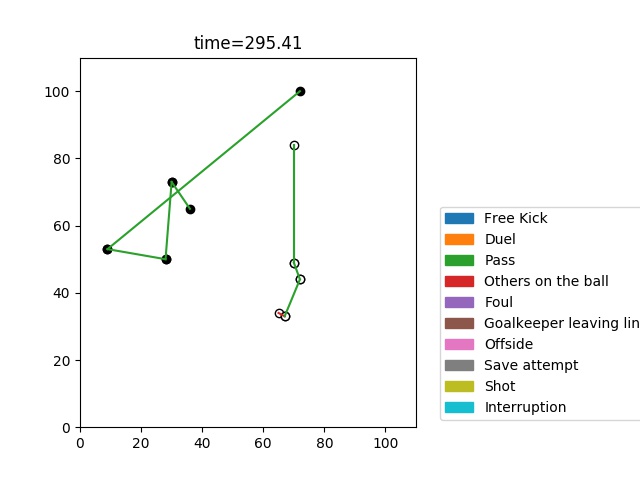 time=295.41
100
80
60
40
20
0
0 20 40 60 80 100
Free Kick
Duel
Pass
Others on the ball
Foul
Goalkeeper leaving lin
Offside
Save attempt
Shot
Interruption